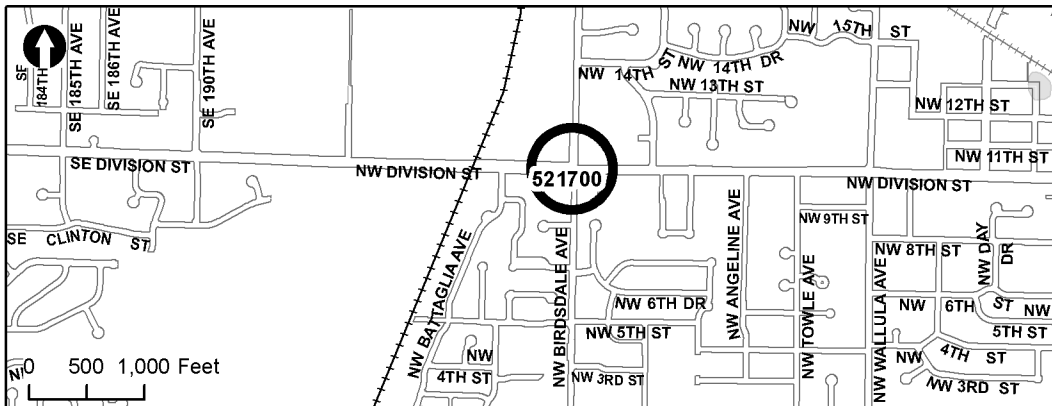 SE 184TH
SE 185TH AVE
SE 186TH AVE
SE 190TH AVE
NW 15TH ST
NW 14TH DR
NW 14TH ST
NW 13TH ST
NW 12TH ST
NW 11TH ST
SE DIVISION ST
NW DIVISION ST
521700
NW DIVISION ST
NW 9TH ST
SE CLINTON ST
NW BATTAGLIA AVE
NW BIRDSDALE AVE
NW ANGELINE AVE
NW TOWLE AVE
NW WALLULA AVE
NW 8TH ST
NW DAY DR
NW 6TH DR
NW 6TH ST
NW
NW 5TH ST
5TH ST
NW 4TH ST
NW 4TH ST
NW 3RD ST
NW 3RD ST
0 500 1,000 Feet